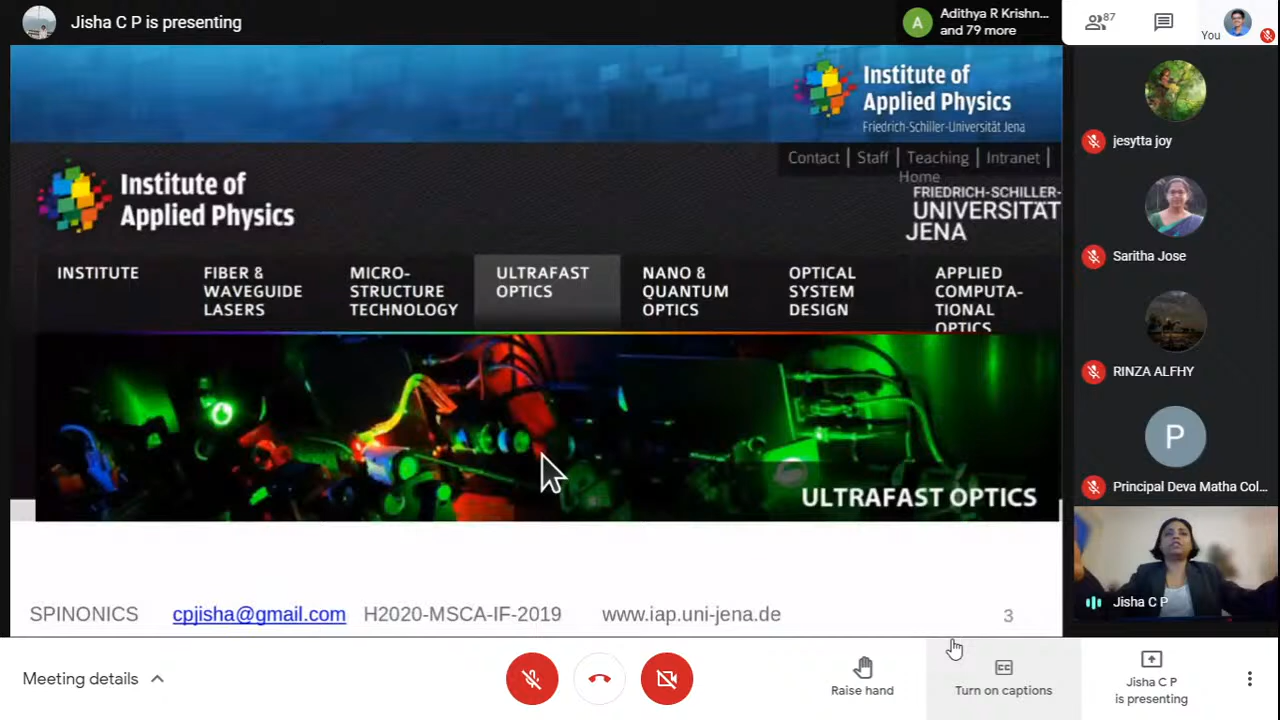 Jisha C P is presenting
A
Adithya R Krishn...
and 79 more
87
You
Institute of
Applied Physics
Friedrich-Schiller-Universität Jena
Contact | Staff | Teaching | Intranet |
Home
Institute of
Applied Physics
FRIEDRICH-SCHILLER-
UNIVERSITÄT
JENA
INSTITUTE
FIBER &
WAVEGUIDE
LASERS
MICRO-
STRUCTURE
TECHNOLOGY
ULTRAFAST
OPTICS
NANO &
QUANTUM
OPTICS
OPTICAL
SYSTEM
DESIGN
APPLIED
COMPUTA-
TIONAL
OPTICS
ULTRAFAST OPTICS
SPINONICS cpjisha@gmail.com H2020-MSCA-IF-2019 www.iap.uni-jena.de 3
jesytta joy
Saritha Jose
RINZA ALFHY
P
Principal Deva Matha Col...
Jisha C P
Meeting details
Raise hand
CC
Turn on captions
Jisha C P
is presenting